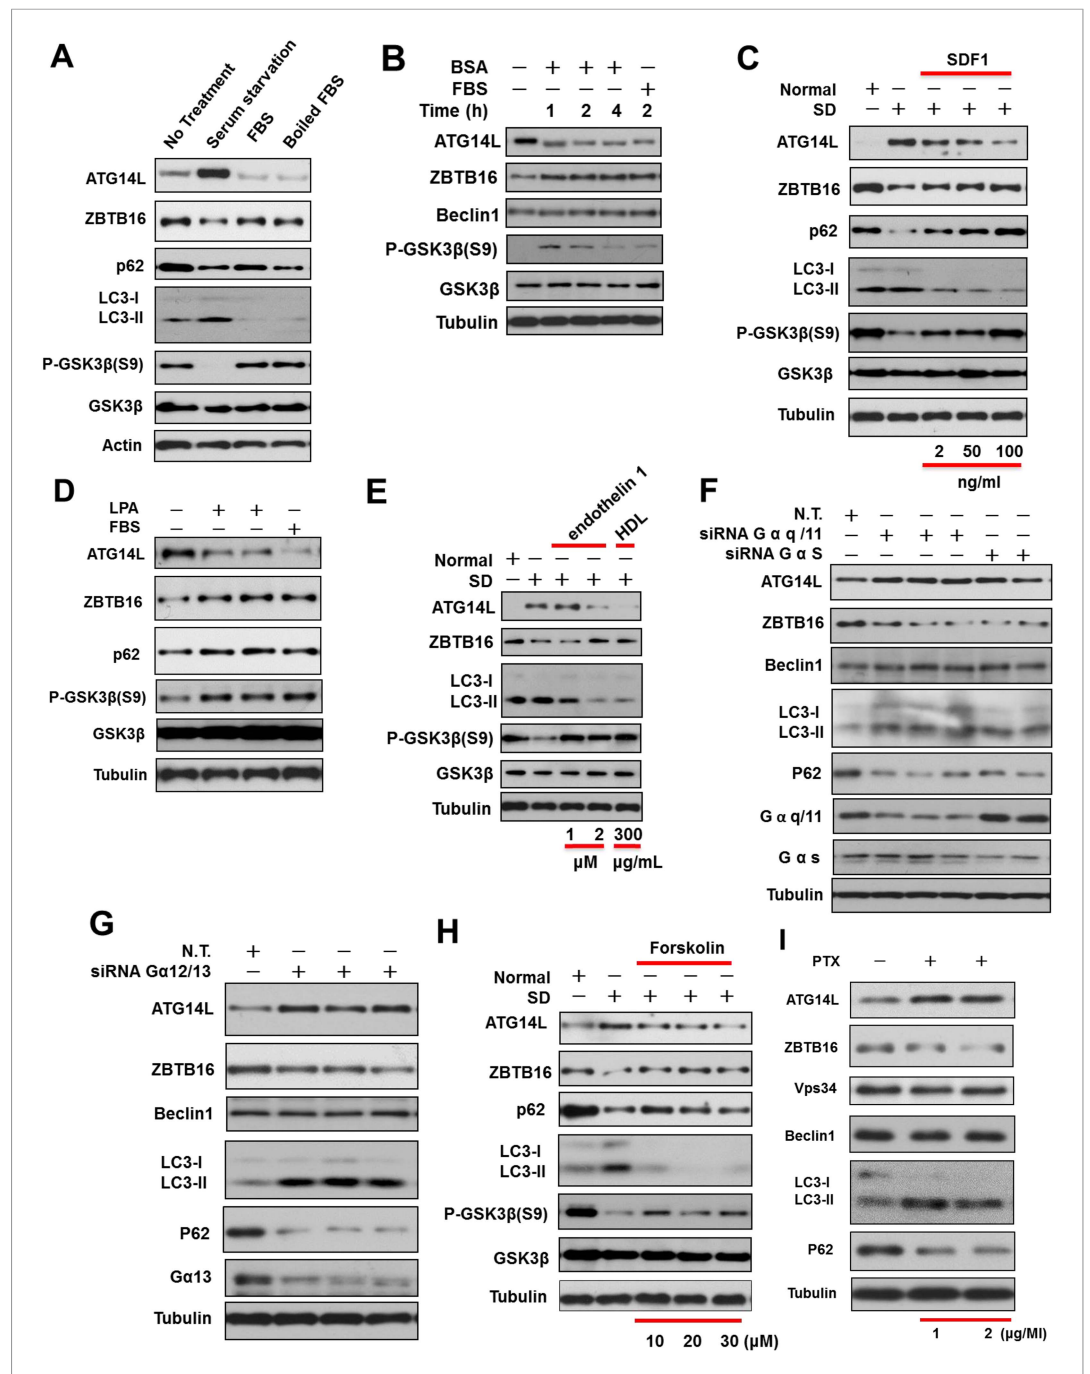 A
No Treatment
Serum starvation
FBS
Boiled FBS
ATG14L
ZBTB16
p62
LC3-I
LC3-II
P-GSK3β(S9)
GSK3β
Actin
B
BSA − + + + −
FBS − − − − +
Time (h) 1 2 4 2
ATG14L
ZBTB16
Beclin1
P-GSK3β(S9)
GSK3β
Tubulin
C
SDF1
Normal + − − − −
SD − + + + +
ATG14L
ZBTB16
p62
LC3-I
LC3-II
P-GSK3β(S9)
GSK3β
Tubulin
2 50 100
ng/ml
D
LPA − + + −
FBS − − − +
ATG14L
ZBTB16
p62
P-GSK3β(S9)
GSK3β
Tubulin
E
endothelin 1
HDL
Normal + − − − −
SD − + + + +
ATG14L
ZBTB16
LC3-I
LC3-II
P-GSK3β(S9)
GSK3β
Tubulin
1 2 300
μM μg/mL
F
N.T. + − − − − −
siRNA G α q /11 − + + + − −
siRNA G α S − − − − + +
ATG14L
ZBTB16
Beclin1
LC3-I
LC3-II
P62
G α q/11
G α s
Tubulin
G
N.T. + − − −
siRNA Gα12/13 − + + +
ATG14L
ZBTB16
Beclin1
LC3-I
LC3-II
P62
Gα13
Tubulin
H
Forskolin
Normal + − − − −
SD − + + + +
ATG14L
ZBTB16
p62
LC3-I
LC3-II
P-GSK3β(S9)
GSK3β
Tubulin
10 20 30 (μM)
I
PTX − + +
ATG14L
ZBTB16
Vps34
Beclin1
LC3-I
LC3-II
P62
Tubulin
1 2 (μg/Ml)